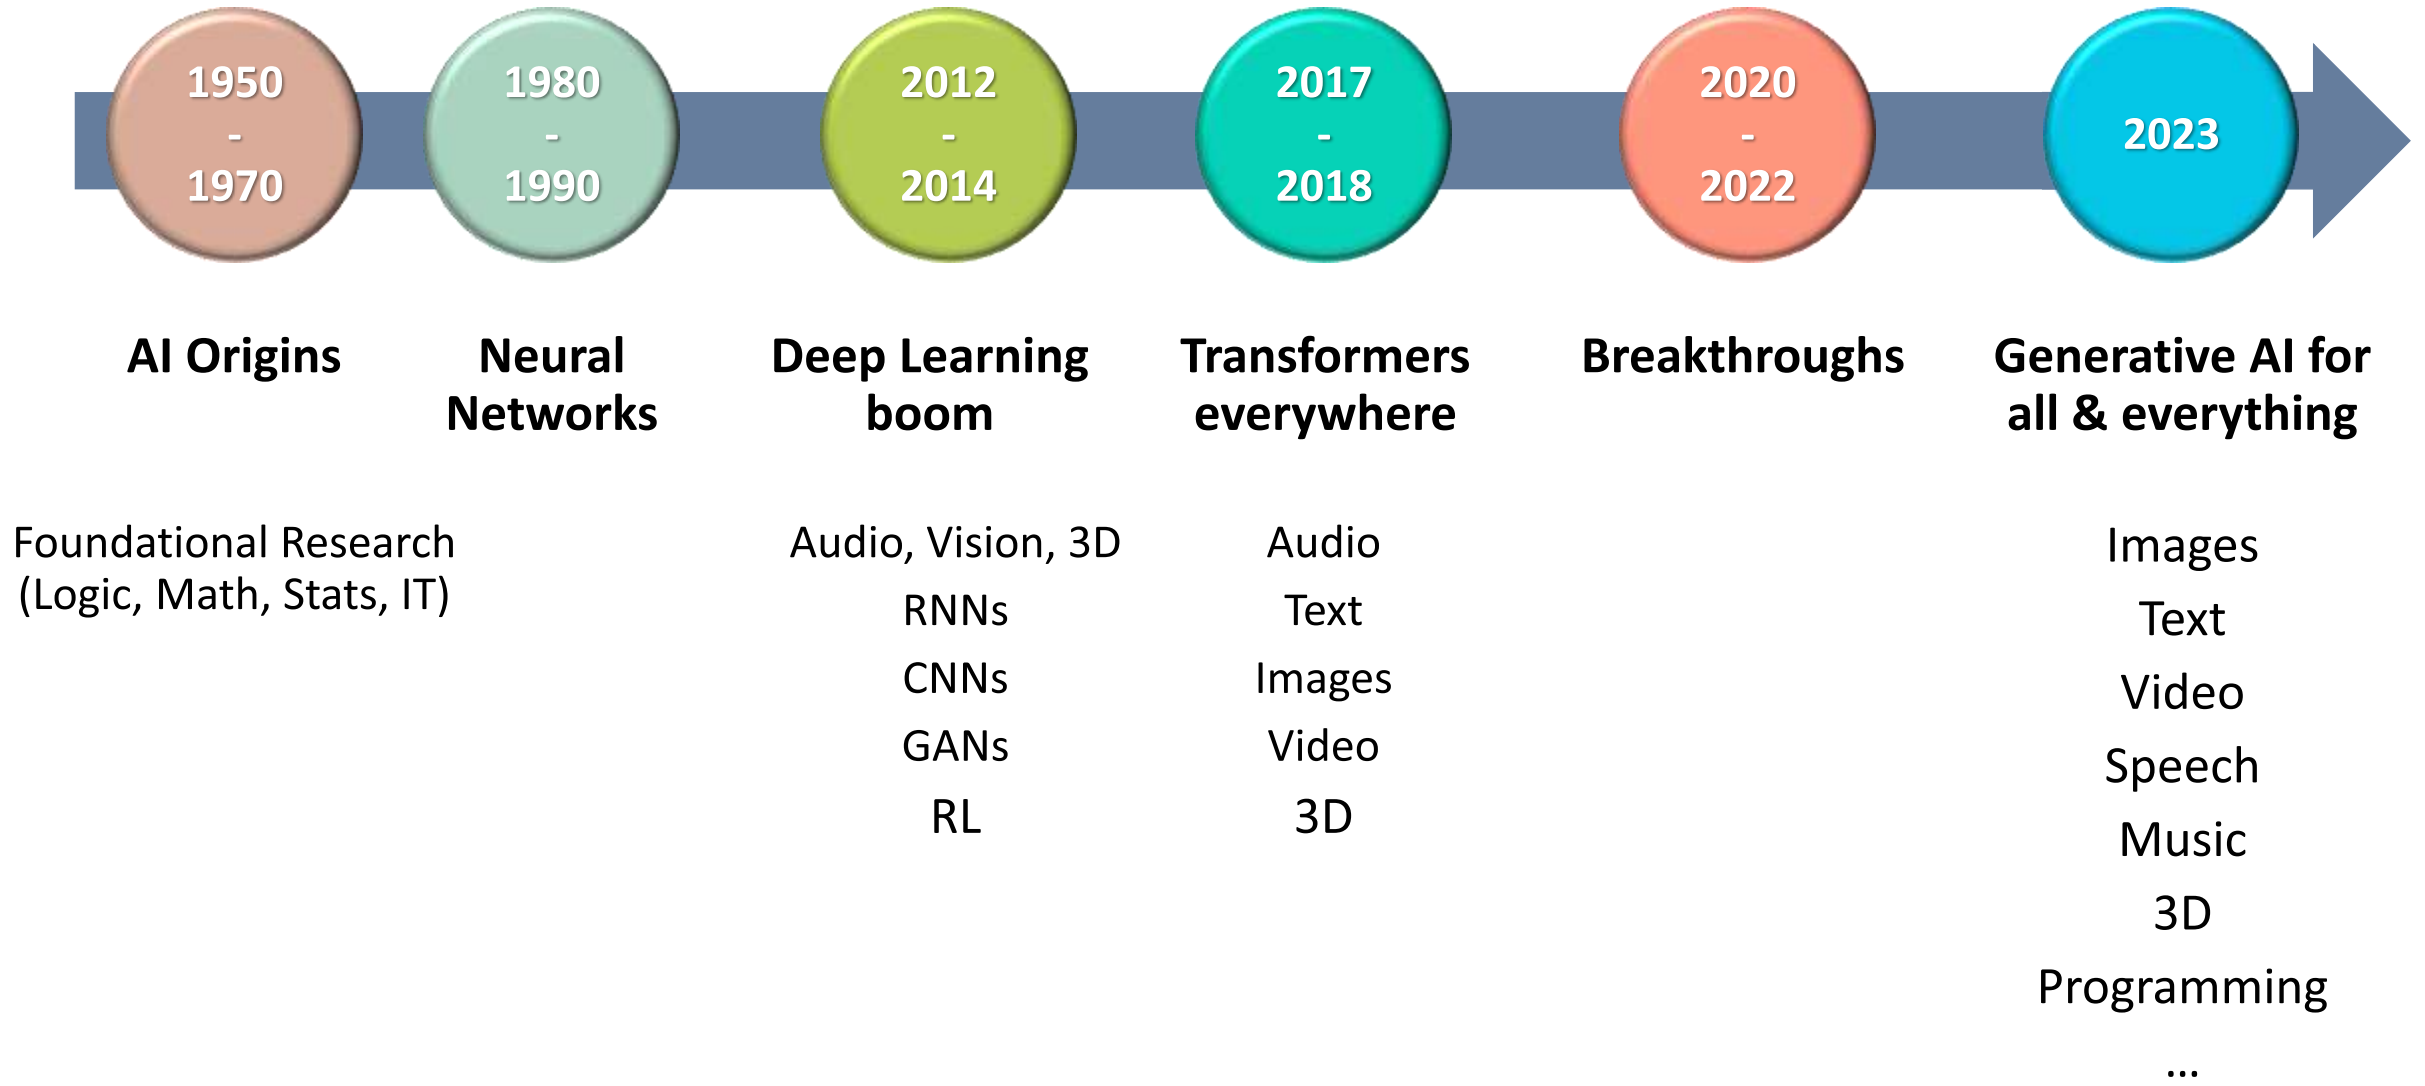 1950
-
1970
1980
-
1990
2012
-
2014
2017
-
2018
2020
-
2022
2023
AI Origins
Neural
Networks
Deep Learning
boom
Transformers
everywhere
Breakthroughs
Generative AI for
all & everything
Foundational Research
(Logic, Math, Stats, IT)
Audio, Vision, 3D
RNNs
CNNs
GANs
RL
Audio
Text
Images
Video
3D
Images
Text
Video
Speech
Music
3D
Programming
...